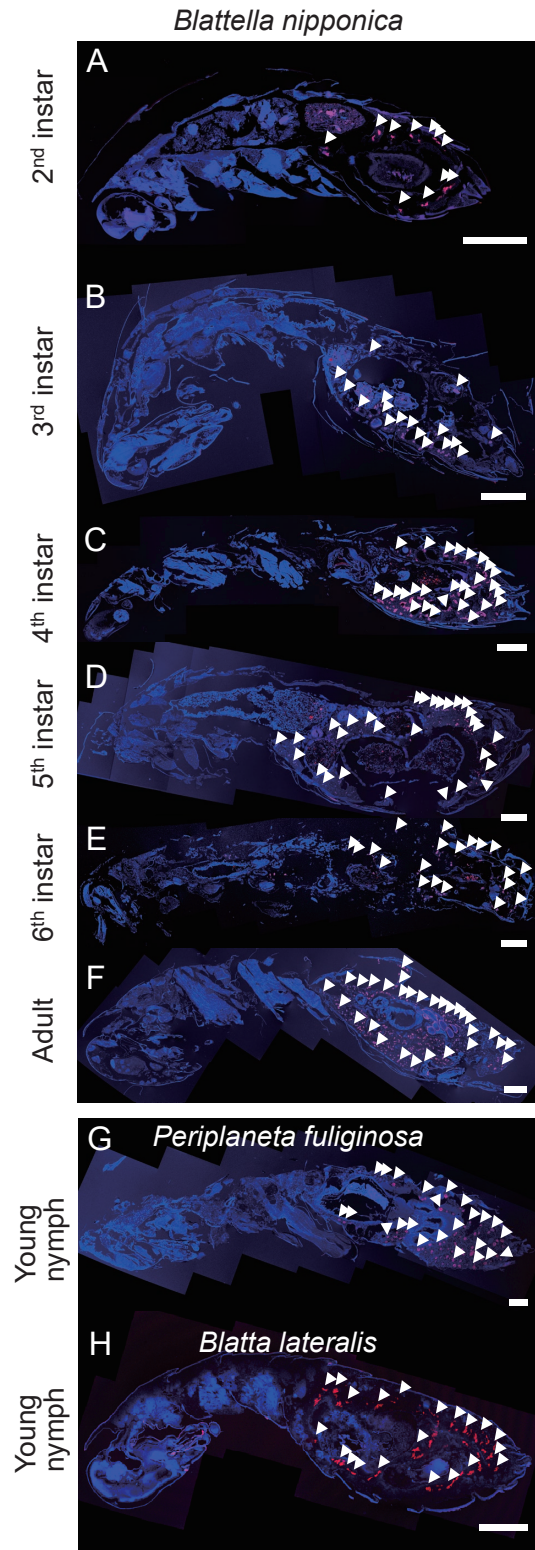 Blattella nipponica
A
2nd instar
B
3rd instar
C
4th instar
D
5th instar
E
6th instar
F
Adult
G
Periplaneta fuliginosa
Young
nymph
H
Blatta lateralis
Young
nymph